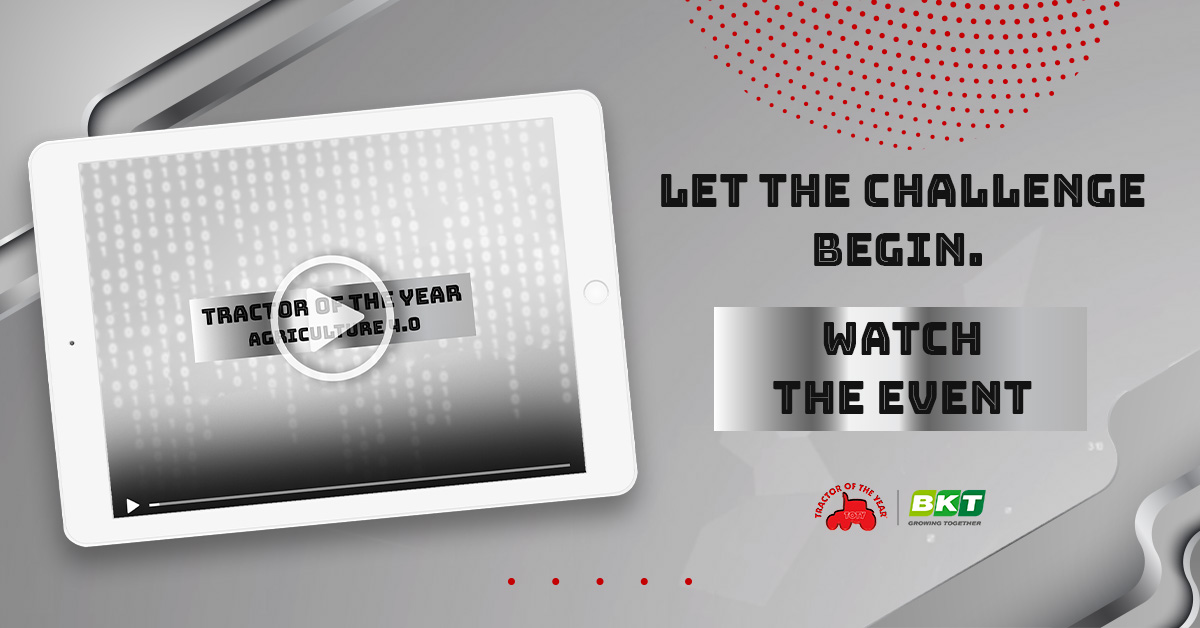 TRACTOR OF THE YEAR
AGRICULTURE 4.0
LET THE CHALLENGE
BEGIN.
WATCH
THE EVENT
TRACTOR OF THE YEAR
TOTY
BKT
GROWING TOGETHER